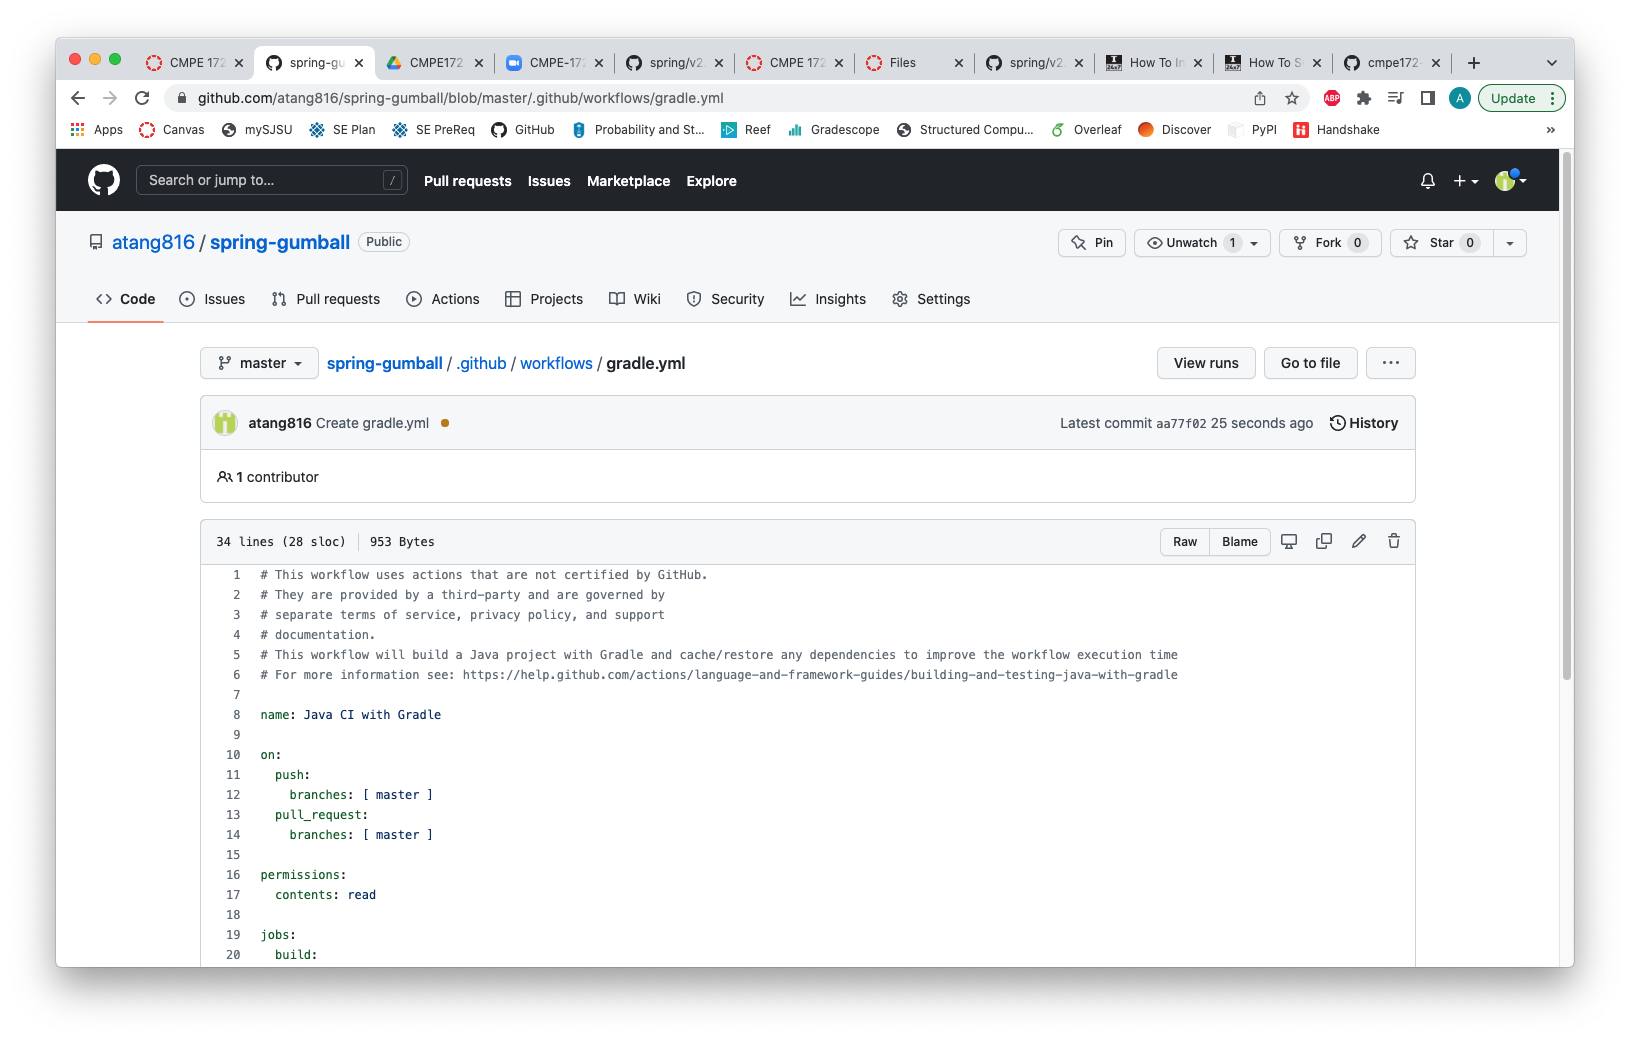 CMPE 172
spring-gu
CMPE172
CMPE-17
spring/v2.
CMPE 172
Files
spring/v2.
How To I
How To S
cmpe172-
github.com/atang816/spring-gumball/blob/master/.github/workflows/gradle.yml
ABP
A
Update
Apps
Canvas
mySJSU
SE Plan
SE PreReq
GitHub
Probability and St...
Reef
Gradescope
Structured Compu...
Overleaf
Discover
PyPI
Handshake
»
Search or jump to...
/
Pull requests
Issues
Marketplace
Explore
atang816 / spring-gumball Public
Pin
Unwatch 1
Fork 0
Star 0
Code
Issues
Pull requests
Actions
Projects
Wiki
Security
Insights
Settings
master
spring-gumball / .github / workflows / gradle.yml
View runs
Go to file
...
atang816 Create gradle.yml
Latest commit aa77f02 25 seconds ago
History
1 contributor
34 lines (28 sloc)
953 Bytes
Raw
Blame
1 # This workflow uses actions that are not certified by GitHub.
2 # They are provided by a third-party and are governed by
3 # separate terms of service, privacy policy, and support
4 # documentation.
5 # This workflow will build a Java project with Gradle and cache/restore any dependencies to improve the workflow execution time
6 # For more information see: https://help.github.com/actions/language-and-framework-guides/building-and-testing-java-with-gradle
7
8 name: Java CI with Gradle
9
10 on:
11 push:
12 branches: [ master ]
13 pull_request:
14 branches: [ master ]
15
16 permissions:
17 contents: read
18
19 jobs:
20 build: